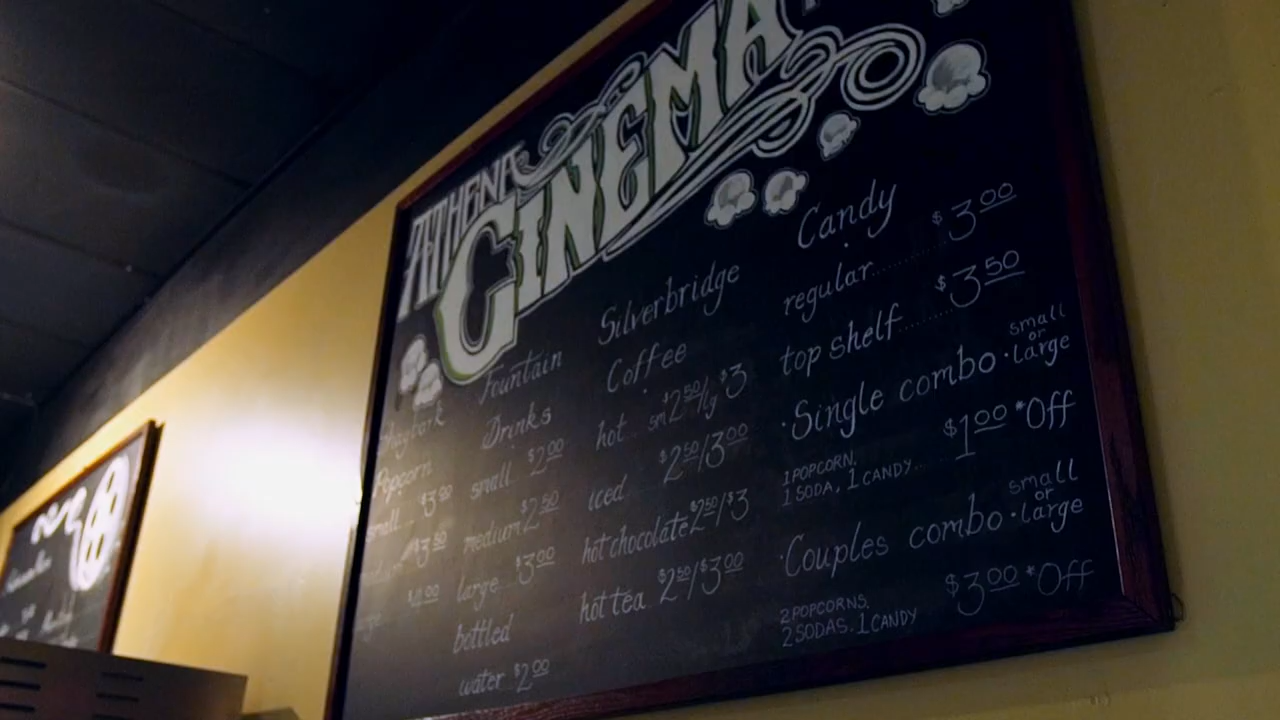 ATHENA
CINEMA
Popcorn
small... $3.00
$3.50
$4.00
Fountain
Drinks
small $2.00
medium $2.50
large $3.00
bottled
water $2.00
Silverbridge
Coffee
hot... sm $2.50/lg $3
iced $2.50/3.00
hot chocolate $2.50/$3
hot tea $2.50/$3.00
Candy
regular........ $3.00
top shelf...... $3.50
·Single combo · small or large
1 POPCORN,
1 SODA, 1 CANDY... $1.00 *Off
·Couples combo · small or large
2 POPCORNS,
2 SODAS, 1 CANDY $3.00 *Off